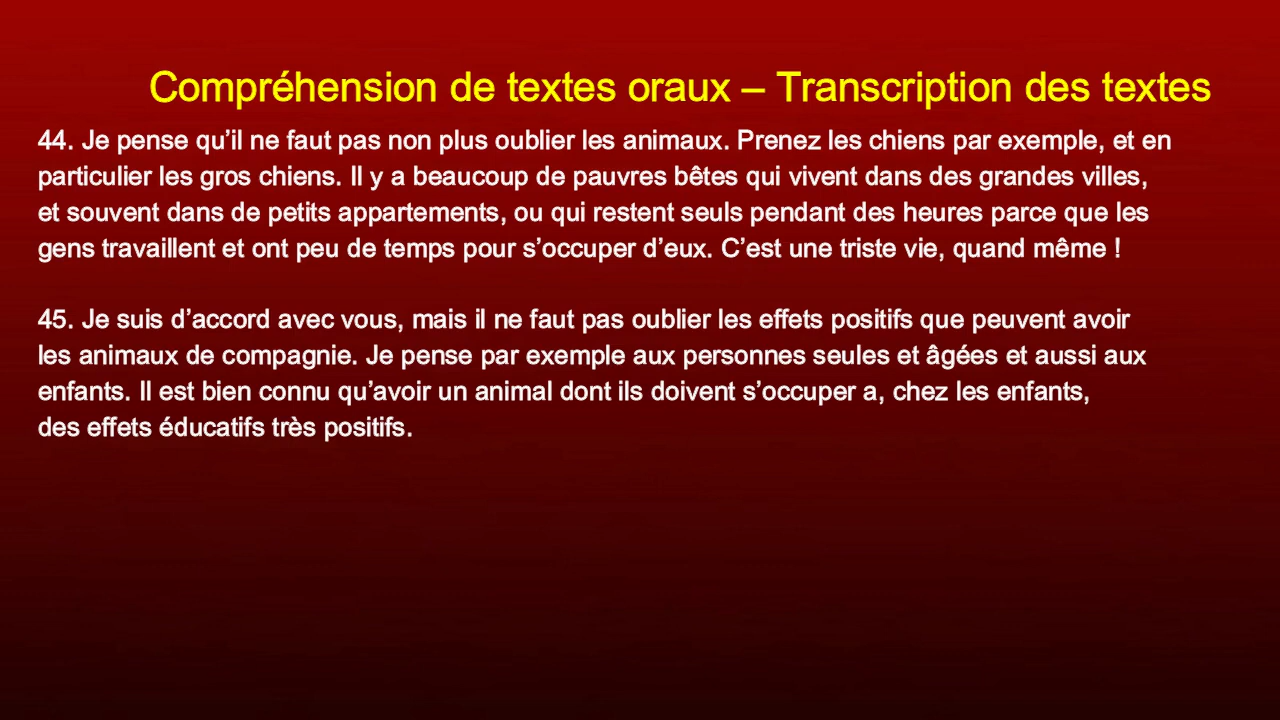 Compréhension de textes oraux – Transcription des textes
44. Je pense qu’il ne faut pas non plus oublier les animaux. Prenez les chiens par exemple, et en
particulier les gros chiens. Il y a beaucoup de pauvres bêtes qui vivent dans des grandes villes,
et souvent dans de petits appartements, ou qui restent seuls pendant des heures parce que les
gens travaillent et ont peu de temps pour s’occuper d’eux. C’est une triste vie, quand même !
45. Je suis d’accord avec vous, mais il ne faut pas oublier les effets positifs que peuvent avoir
les animaux de compagnie. Je pense par exemple aux personnes seules et âgées et aussi aux
enfants. Il est bien connu qu’avoir un animal dont ils doivent s’occuper a, chez les enfants,
des effets éducatifs très positifs.